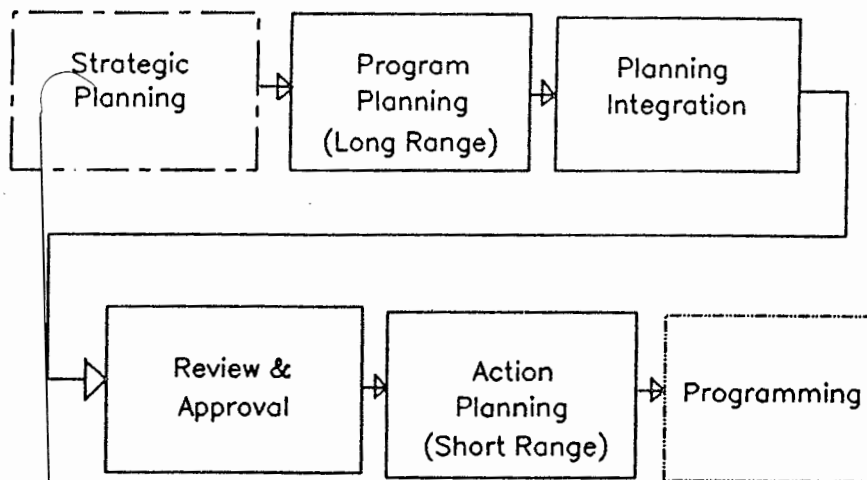 Strategic
Planning
Program
Planning
(Long Range)
Planning
Integration
Review &
Approval
Action
Planning
(Short Range)
Programming